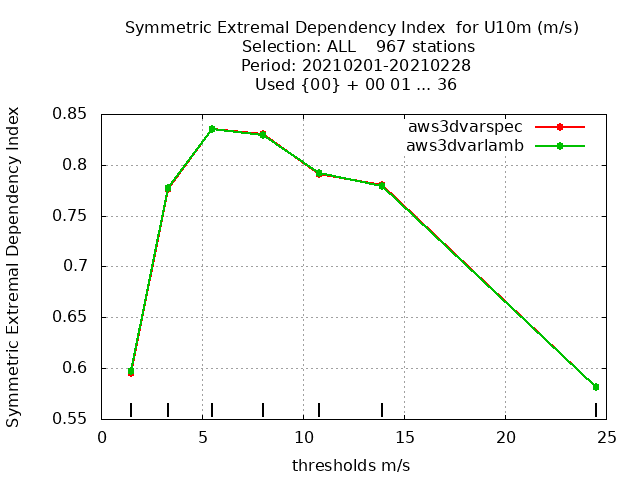 Symmetric Extremal Dependency Index  for U10m (m/s)
Selection: ALL    967 stations
Period: 20210201-20210228
Used {00} + 00 01 ... 36
Symmetric Extremal Dependency Index
0.85
0.8
0.75
0.7
0.65
0.6
0.55
aws3dvarspec
aws3dvarlamb
0 5 10 15 20 25
thresholds m/s